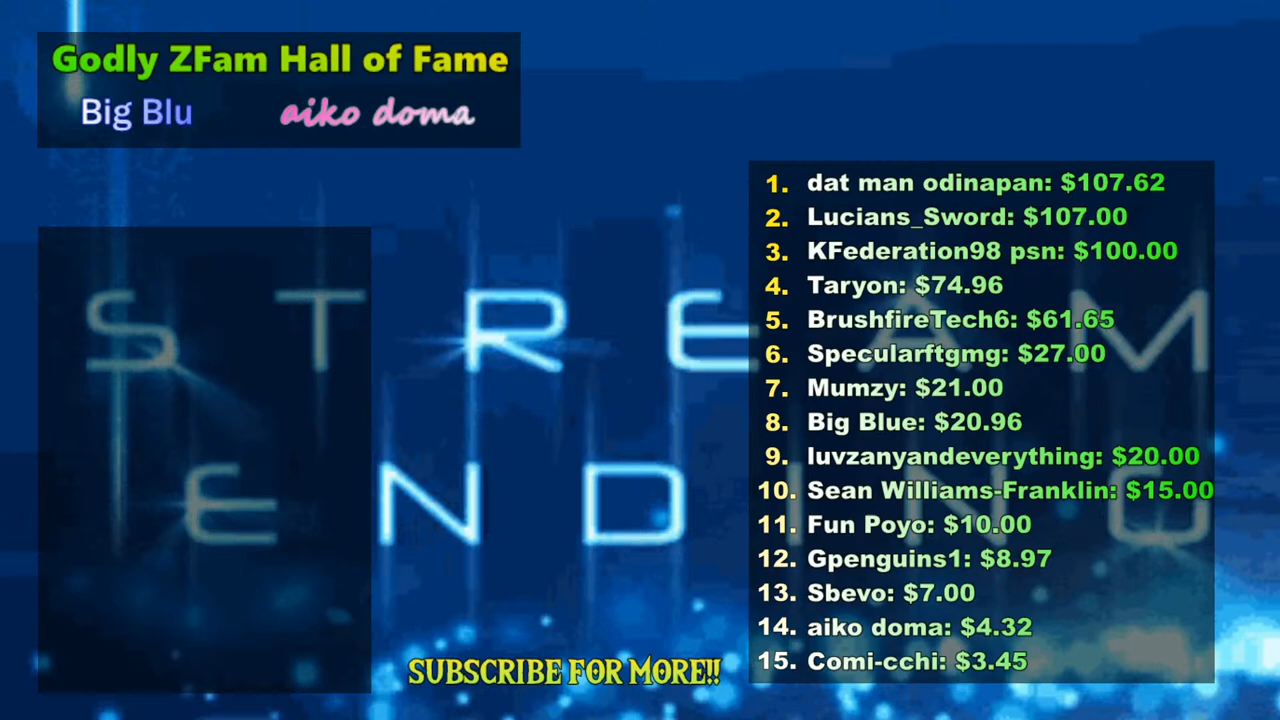 Godly ZFam Hall of Fame
Big Blu aiko doma
STREAM
ENDING
1. dat man odinapan: $107.62
2. Lucians_Sword: $107.00
3. KFederation98 psn: $100.00
4. Taryon: $74.96
5. BrushfireTech6: $61.65
6. Specularftgmg: $27.00
7. Mumzy: $21.00
8. Big Blue: $20.96
9. luvzanyandeverything: $20.00
10. Sean Williams-Franklin: $15.00
11. Fun Poyo: $10.00
12. Gpenguins1: $8.97
13. Sbevo: $7.00
14. aiko doma: $4.32
15. Comi-cchi: $3.45
SUBSCRIBE FOR MORE!!